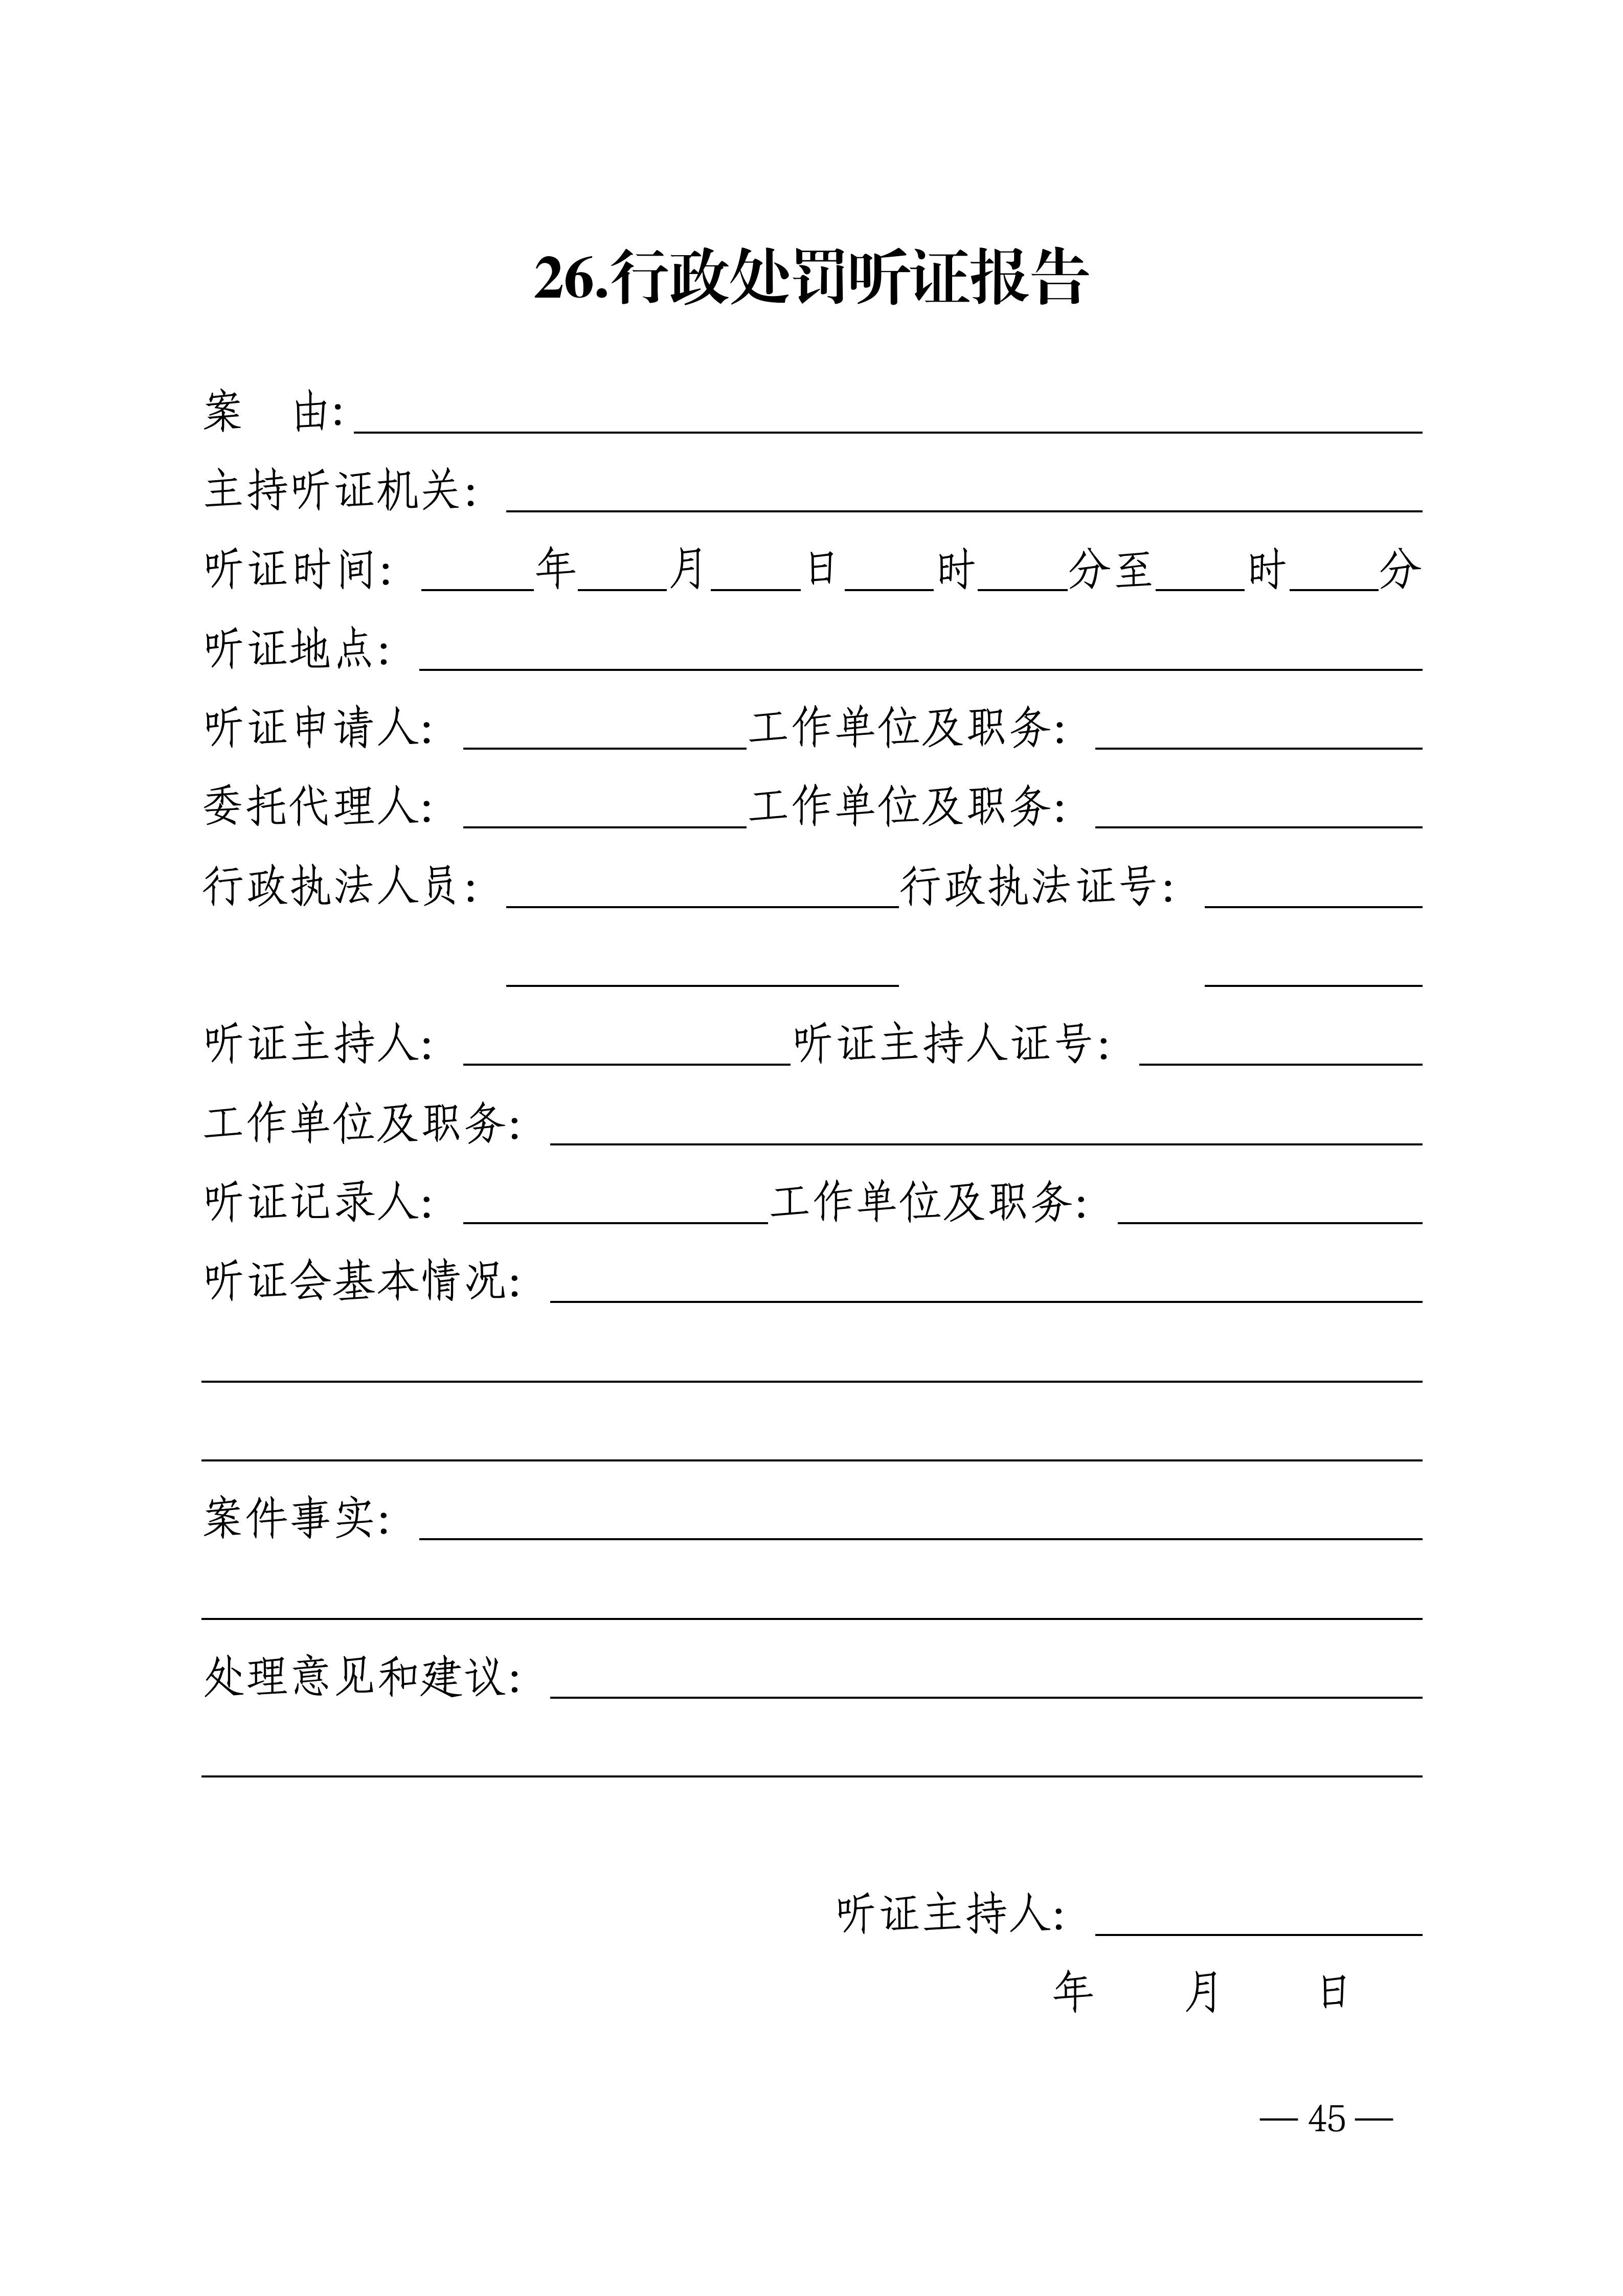 26.行政处罚听证报告
案 由:
主持听证机关:
听证时间: 年 月 日 时 分至 时 分
听证地点:
听证申请人: 工作单位及职务:
委托代理人: 工作单位及职务:
行政执法人员: 行政执法证号:
听证主持人: 听证主持人证号:
工作单位及职务:
听证记录人: 工作单位及职务:
听证会基本情况:
案件事实:
处理意见和建议:
听证主持人:
年 月 日
— 45 —